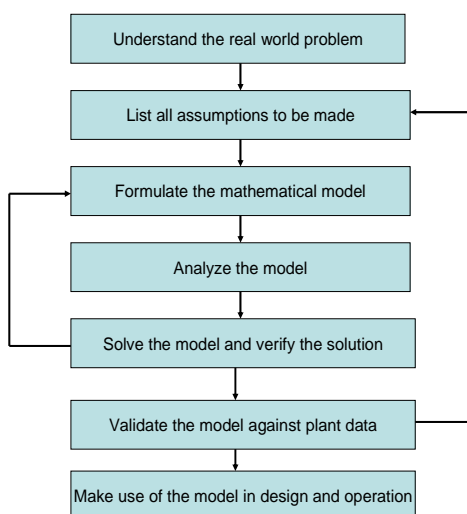 Understand the real world problem
List all assumptions to be made
Formulate the mathematical model
Analyze the model
Solve the model and verify the solution
Validate the model against plant data
Make use of the model in design and operation